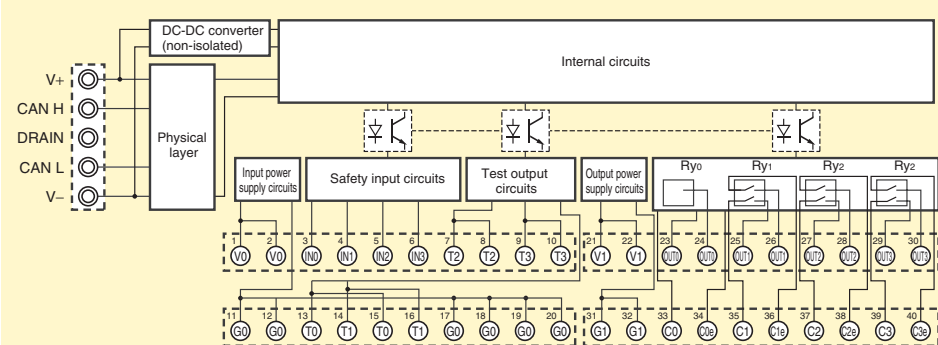 DC-DC converter
(non-isolated)
Internal circuits
V+
CAN H
DRAIN
CAN L
V–
Physical
layer
Input power
supply circuits
Safety input circuits
Test output
circuits
Output power
supply circuits
Ry0
Ry1
Ry2
Ry2
1 2 3 4 5 6 7 8 9 10 21 22 23 24 25 26 27 28 29 30
V0 V0 IN0 IN1 IN2 IN3 T2 T2 T3 T3 V1 V1 OUT0 OUT0 OUT1 OUT1 OUT2 OUT2 OUT3 OUT3
11 12 13 14 15 16 17 18 19 20 31 32 33 34 35 36 37 38 39 40
G0 G0 T0 T1 T0 T1 G0 G0 G0 G0 G1 G1 C0 C0e C1 C1e C2 C2e C3 C3e